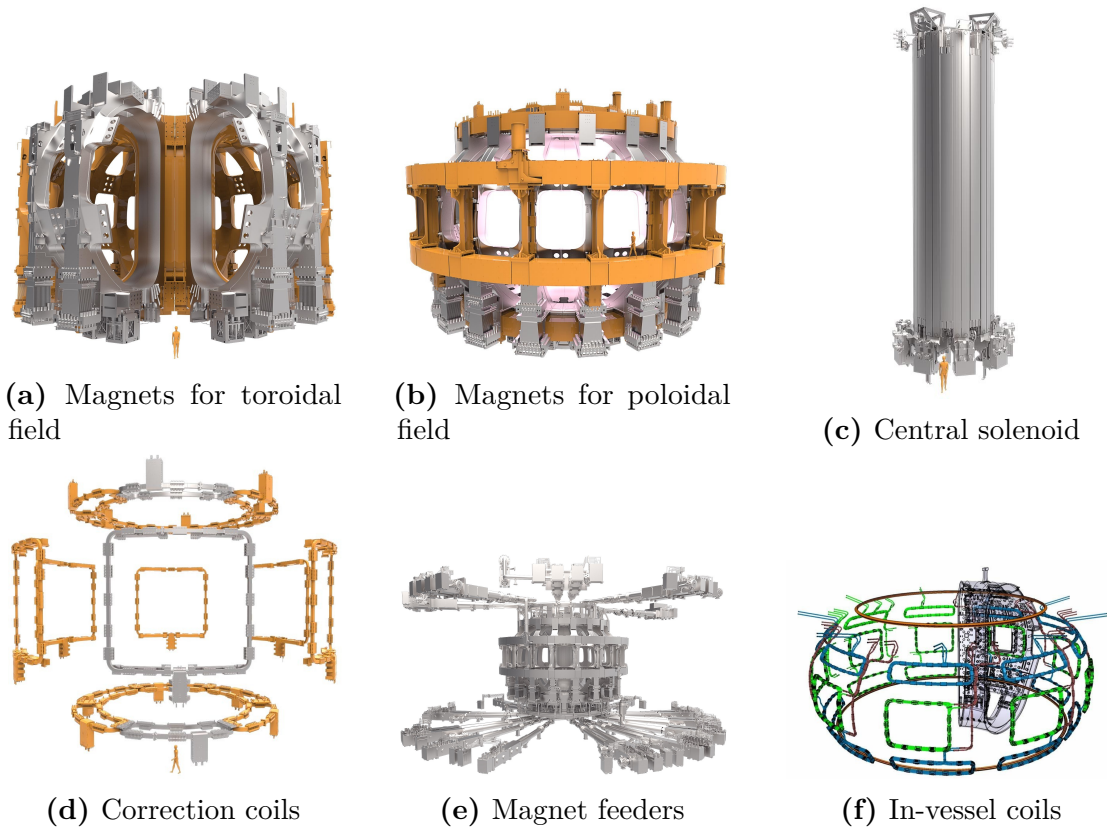 (a) Magnets for toroidal
field
(b) Magnets for poloidal
field
(c) Central solenoid
(d) Correction coils
(e) Magnet feeders
(f) In-vessel coils